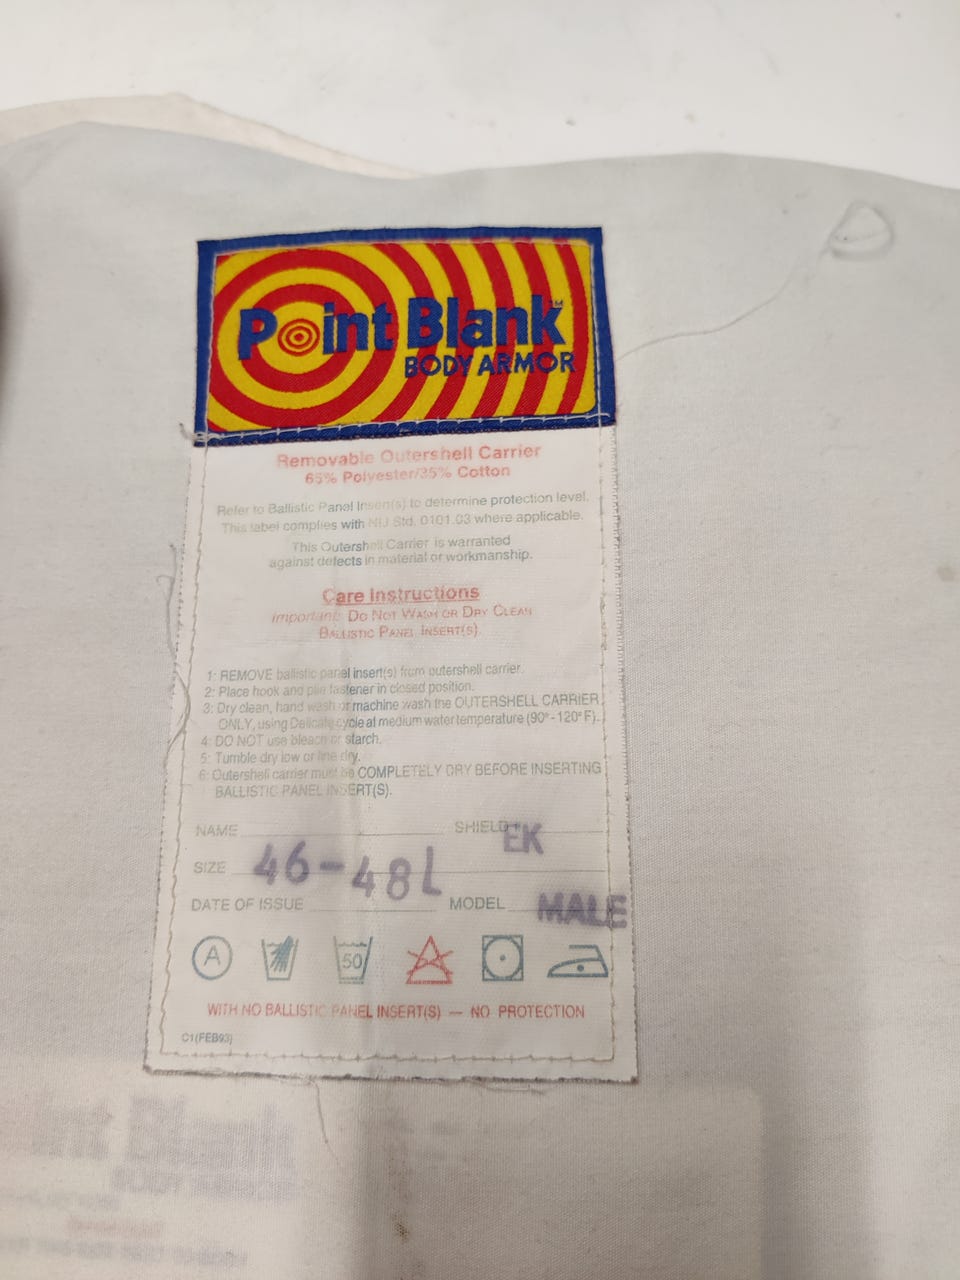 Point Blank™
BODY ARMOR
Removable Outershell Carrier
65% Polyester/35% Cotton
Refer to Ballistic Panel Insert(s) to determine protection level.
This label complies with NIJ Std. 0101.03 where applicable.
This Outershell Carrier is warranted
against defects in material or workmanship.
Care Instructions
Important: DO NOT WASH OR DRY CLEAN
BALLISTIC PANEL INSERT(S).
1: REMOVE ballistic panel insert(s) from outershell carrier.
2: Place hook and pile fastener in closed position.
3: Dry clean, hand wash or machine wash the OUTERSHELL CARRIER
ONLY, using Delicate cycle at medium water temperature (90°-120°F).
4: DO NOT use bleach or starch.
5: Tumble dry low or line dry.
6: Outershell carrier must be COMPLETELY DRY BEFORE INSERTING
BALLISTIC PANEL INSERT(S).
NAME SHIELD EK
SIZE 46-48L
DATE OF ISSUE MODEL MALE
A 50
WITH NO BALLISTIC PANEL INSERT(S) — NO PROTECTION
C1(FEB93)
int Blank